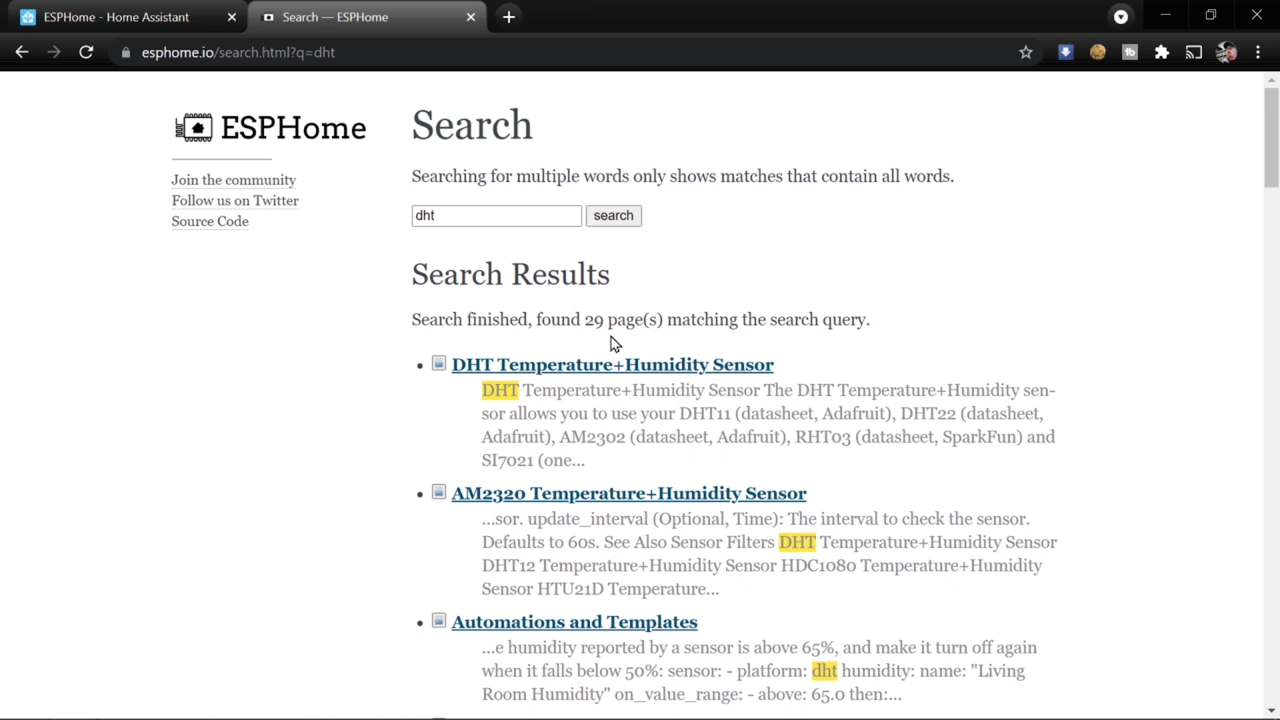 ESPHome - Home Assistant
Search — ESPHome
esphome.io/search.html?q=dht
ESPHome
Join the community
Follow us on Twitter
Source Code
Search
Searching for multiple words only shows matches that contain all words.
dht
search
Search Results
Search finished, found 29 page(s) matching the search query.
DHT Temperature+Humidity Sensor
DHT Temperature+Humidity Sensor The DHT Temperature+Humidity sen-
sor allows you to use your DHT11 (datasheet, Adafruit), DHT22 (datasheet,
Adafruit), AM2302 (datasheet, Adafruit), RHT03 (datasheet, SparkFun) and
SI7021 (one...
AM2320 Temperature+Humidity Sensor
...sor. update_interval (Optional, Time): The interval to check the sensor.
Defaults to 60s. See Also Sensor Filters DHT Temperature+Humidity Sensor
DHT12 Temperature+Humidity Sensor HDC1080 Temperature+Humidity
Sensor HTU21D Temperature...
Automations and Templates
...e humidity reported by a sensor is above 65%, and make it turn off again
when it falls below 50%: sensor: - platform: dht humidity: name: "Living
Room Humidity" on_value_range: - above: 65.0 then:...